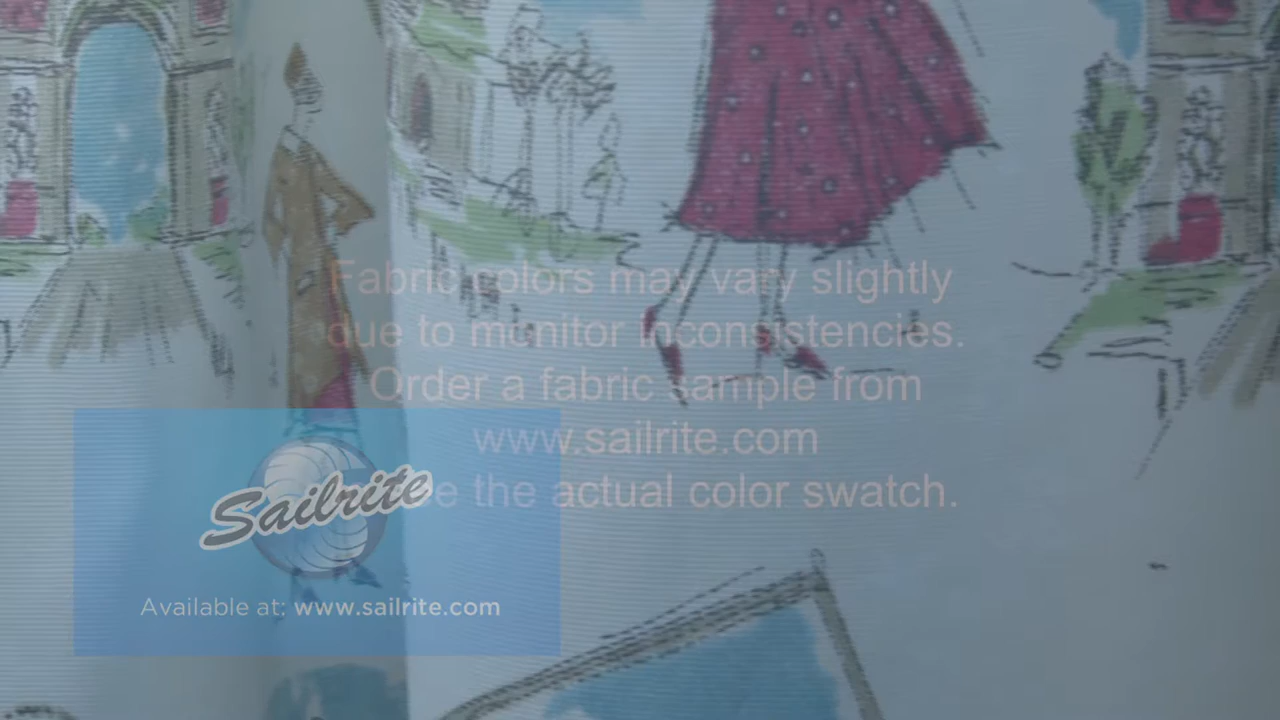 Fabric colors may vary slightly
due to monitor inconsistencies.
Order a fabric sample from
www.sailrite.com
the actual color swatch.
Sailrite
Available at: www.sailrite.com